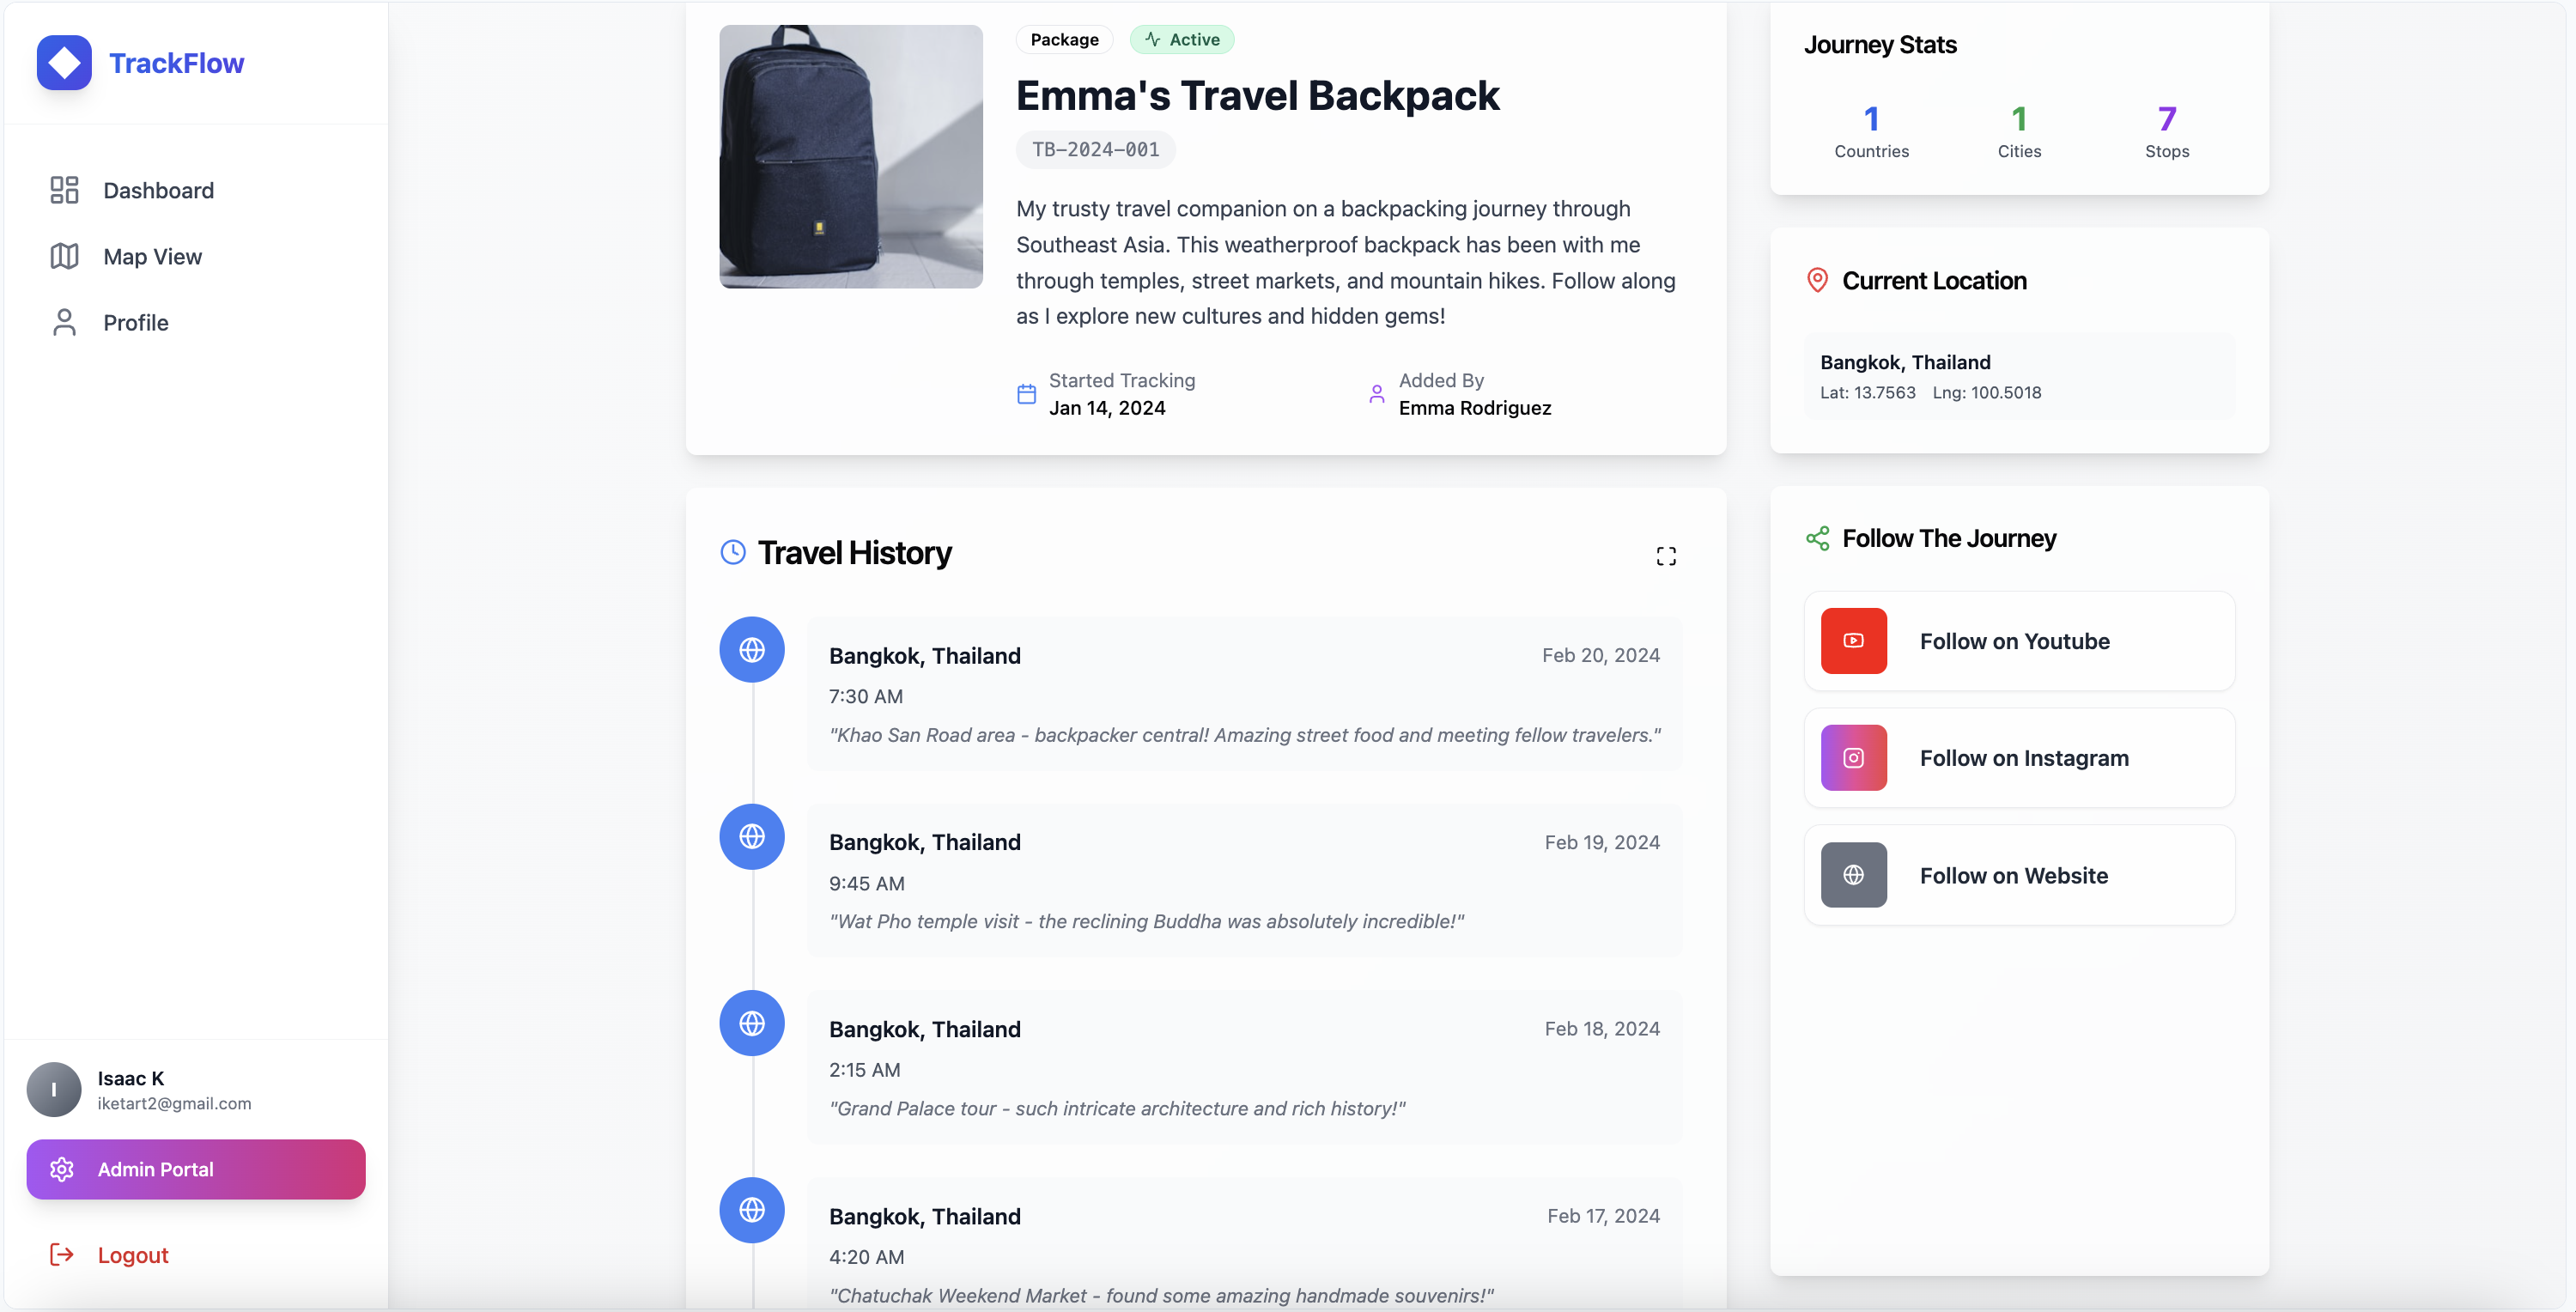 TrackFlow
Dashboard
Map View
Profile
Isaac K
I
iketart2@gmail.com
Admin Portal
Logout
Package
Active
Emma's Travel Backpack
TB-2024-001
My trusty travel companion on a backpacking journey through
Southeast Asia. This weatherproof backpack has been with me
through temples, street markets, and mountain hikes. Follow along
as I explore new cultures and hidden gems!
Started Tracking
Jan 14, 2024
Added By
Emma Rodriguez
Travel History
Bangkok, Thailand
Feb 20, 2024
7:30 AM
"Khao San Road area - backpacker central! Amazing street food and meeting fellow travelers."
Bangkok, Thailand
Feb 19, 2024
9:45 AM
"Wat Pho temple visit - the reclining Buddha was absolutely incredible!"
Bangkok, Thailand
Feb 18, 2024
2:15 AM
"Grand Palace tour - such intricate architecture and rich history!"
Bangkok, Thailand
Feb 17, 2024
4:20 AM
"Chatuchak Weekend Market - found some amazing handmade souvenirs!"
Journey Stats
1
Countries
1
Cities
7
Stops
Current Location
Bangkok, Thailand
Lat: 13.7563 Lng: 100.5018
Follow The Journey
Follow on Youtube
Follow on Instagram
Follow on Website